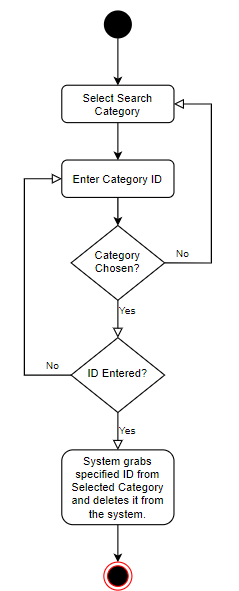 Select Search
Category
Enter Category ID
Category
Chosen?
No
Yes
ID Entered?
No
Yes
System grabs
specified ID from
Selected Category
and deletes it from
the system.